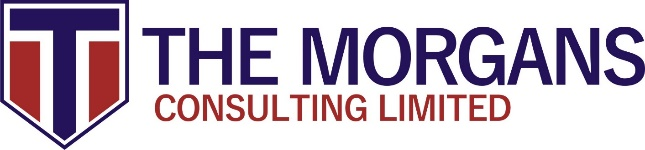 T
THE MORGANS
CONSULTING LIMITED